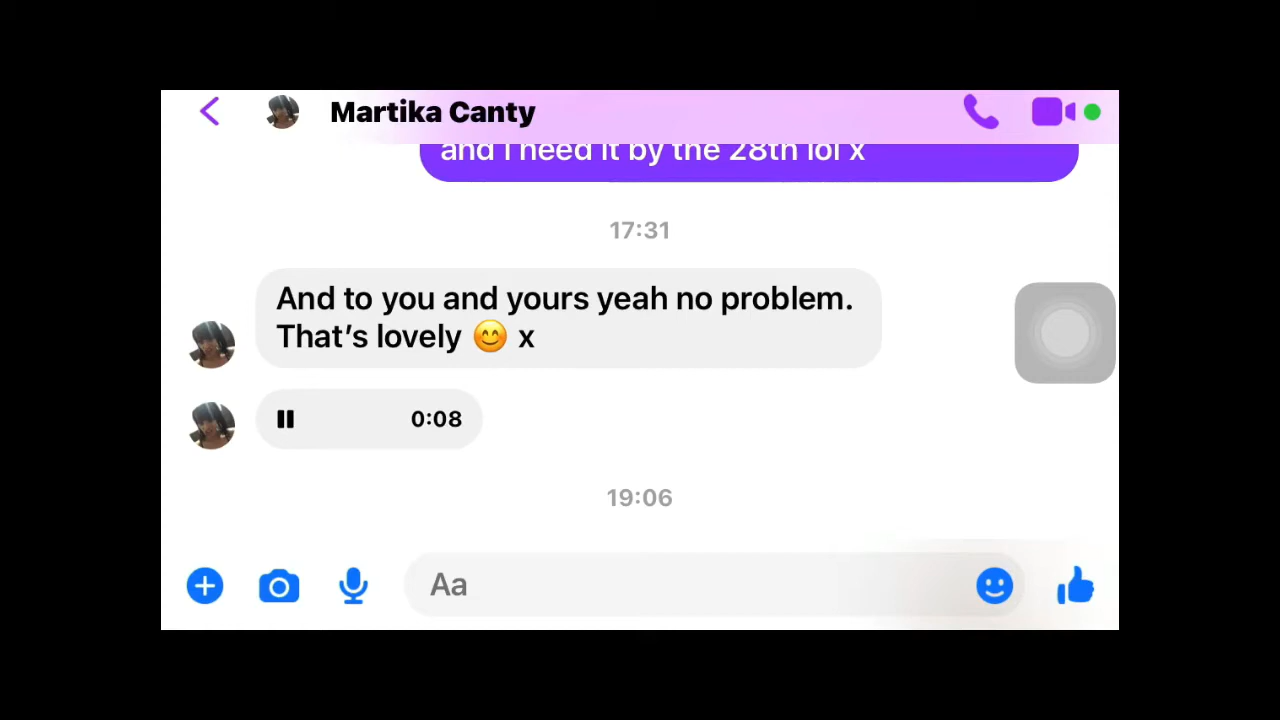 Martika Canty
and I need it by the 28th lol x
17:31
And to you and yours yeah no problem.
That's lovely 😊 x
0:08
19:06
Aa